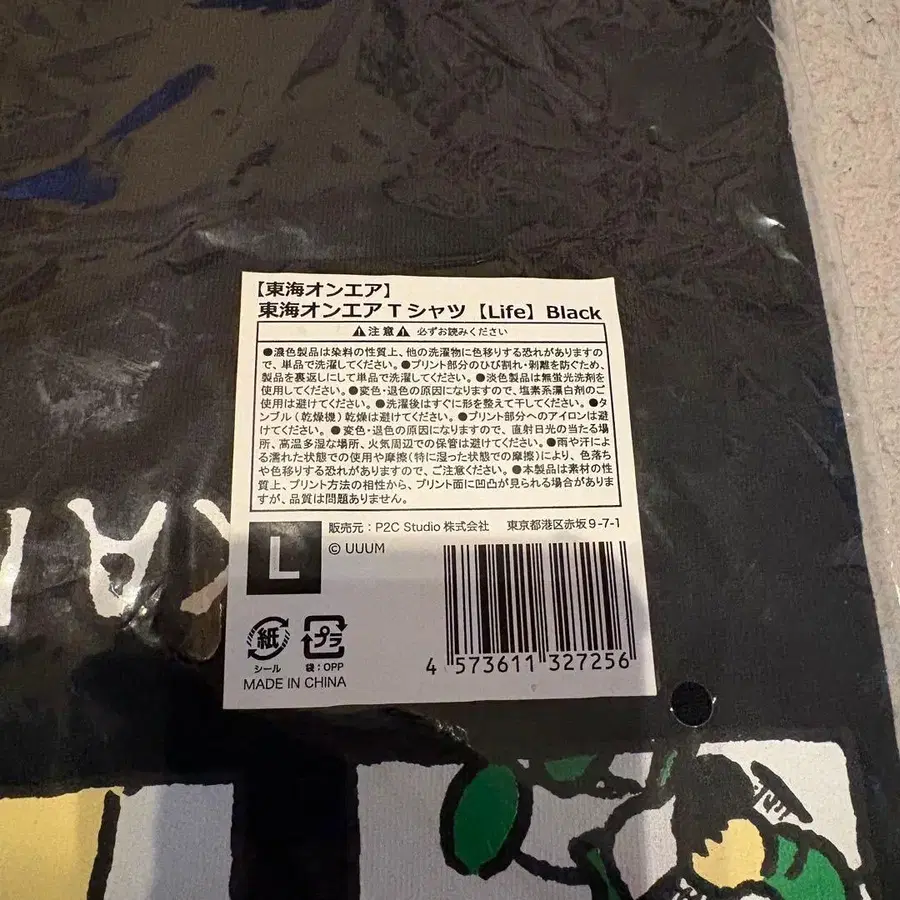 【東海オンエア】
東海オンエアTシャツ【Life】Black
⚠注意⚠ 必ずお読みください
●濃色製品は染料の性質上、他の洗濯物に色移りする恐れがありますの
で、単品で洗濯してください。●プリント部分のひび割れ・剥離を防ぐため、
製品を裏返しにして単品で洗濯してください。●淡色製品は無蛍光洗剤を
使用してください。●変色・退色の原因になりますので、塩素系漂白剤のご
使用は避けてください。●洗濯後はすぐに形を整えて干してください。●タ
ンブル(乾燥機)乾燥は避けてください。●プリント部分へのアイロンは避
けてください。●変色・退色の原因になりますので、直射日光の当たる場
所、高温多湿な場所、火気周辺での保管は避けてください。●雨や汗に
よる濡れた状態での使用や摩擦(特に湿った状態での摩擦)により、色落ち
や色移りする恐れがありますので、ご注意ください。●本製品は素材の性
質上、プリント方法の相性から、プリント面に凹凸が見られる場合がありま
すが、品質は問題ありません。
L
販売元：P2C Studio 株式会社 東京都港区赤坂9-7-1
© UUUM
紙
シール
プラ
袋：OPP
MADE IN CHINA
4 573611 327256
KAI